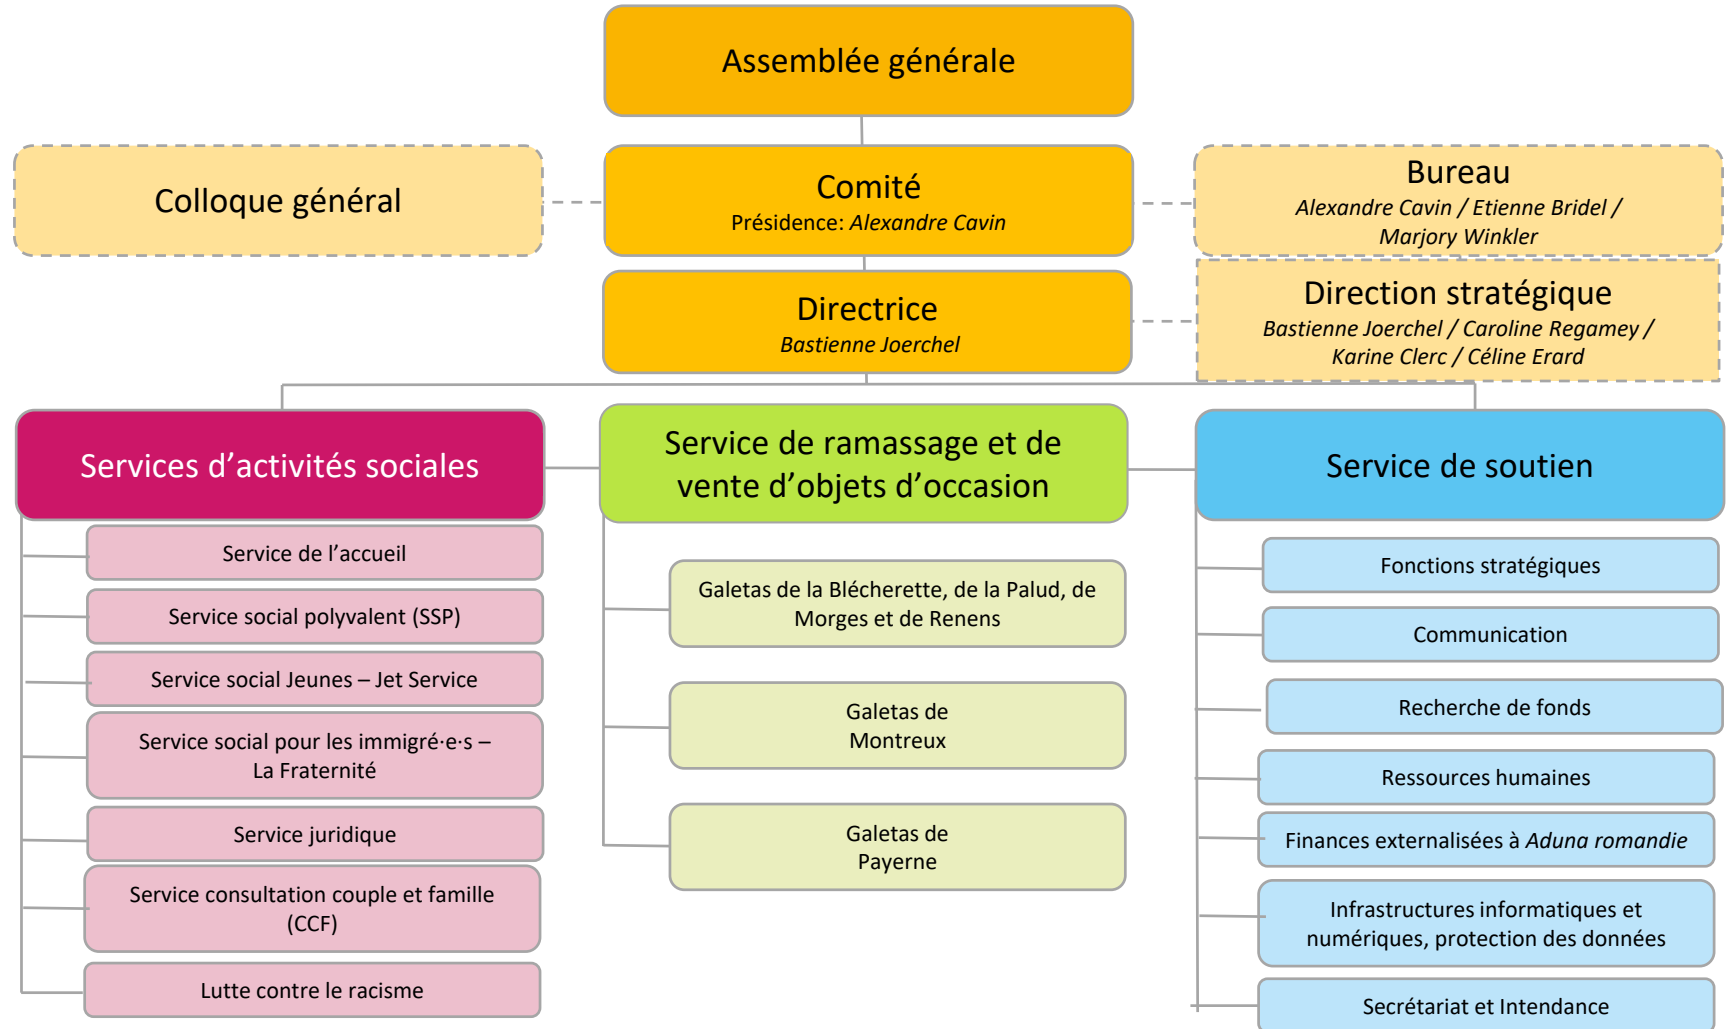 Assemblée générale
Colloque général
Comité
Présidence: Alexandre Cavin
Bureau
Alexandre Cavin / Etienne Bridel /
Marjory Winkler
Directrice
Bastienne Joerchel
Direction stratégique
Bastienne Joerchel / Caroline Regamey /
Karine Clerc / Céline Erard
Services d’activités sociales
Service de l’accueil
Service social polyvalent (SSP)
Service social Jeunes – Jet Service
Service social pour les immigré·e·s –
La Fraternité
Service juridique
Service consultation couple et famille
(CCF)
Lutte contre le racisme
Service de ramassage et de
vente d’objets d’occasion
Galetas de la Blécherette, de la Palud, de
Morges et de Renens
Galetas de
Montreux
Galetas de
Payerne
Service de soutien
Fonctions stratégiques
Communication
Recherche de fonds
Ressources humaines
Finances externalisées à Aduna romandie
Infrastructures informatiques et
numériques, protection des données
Secrétariat et Intendance